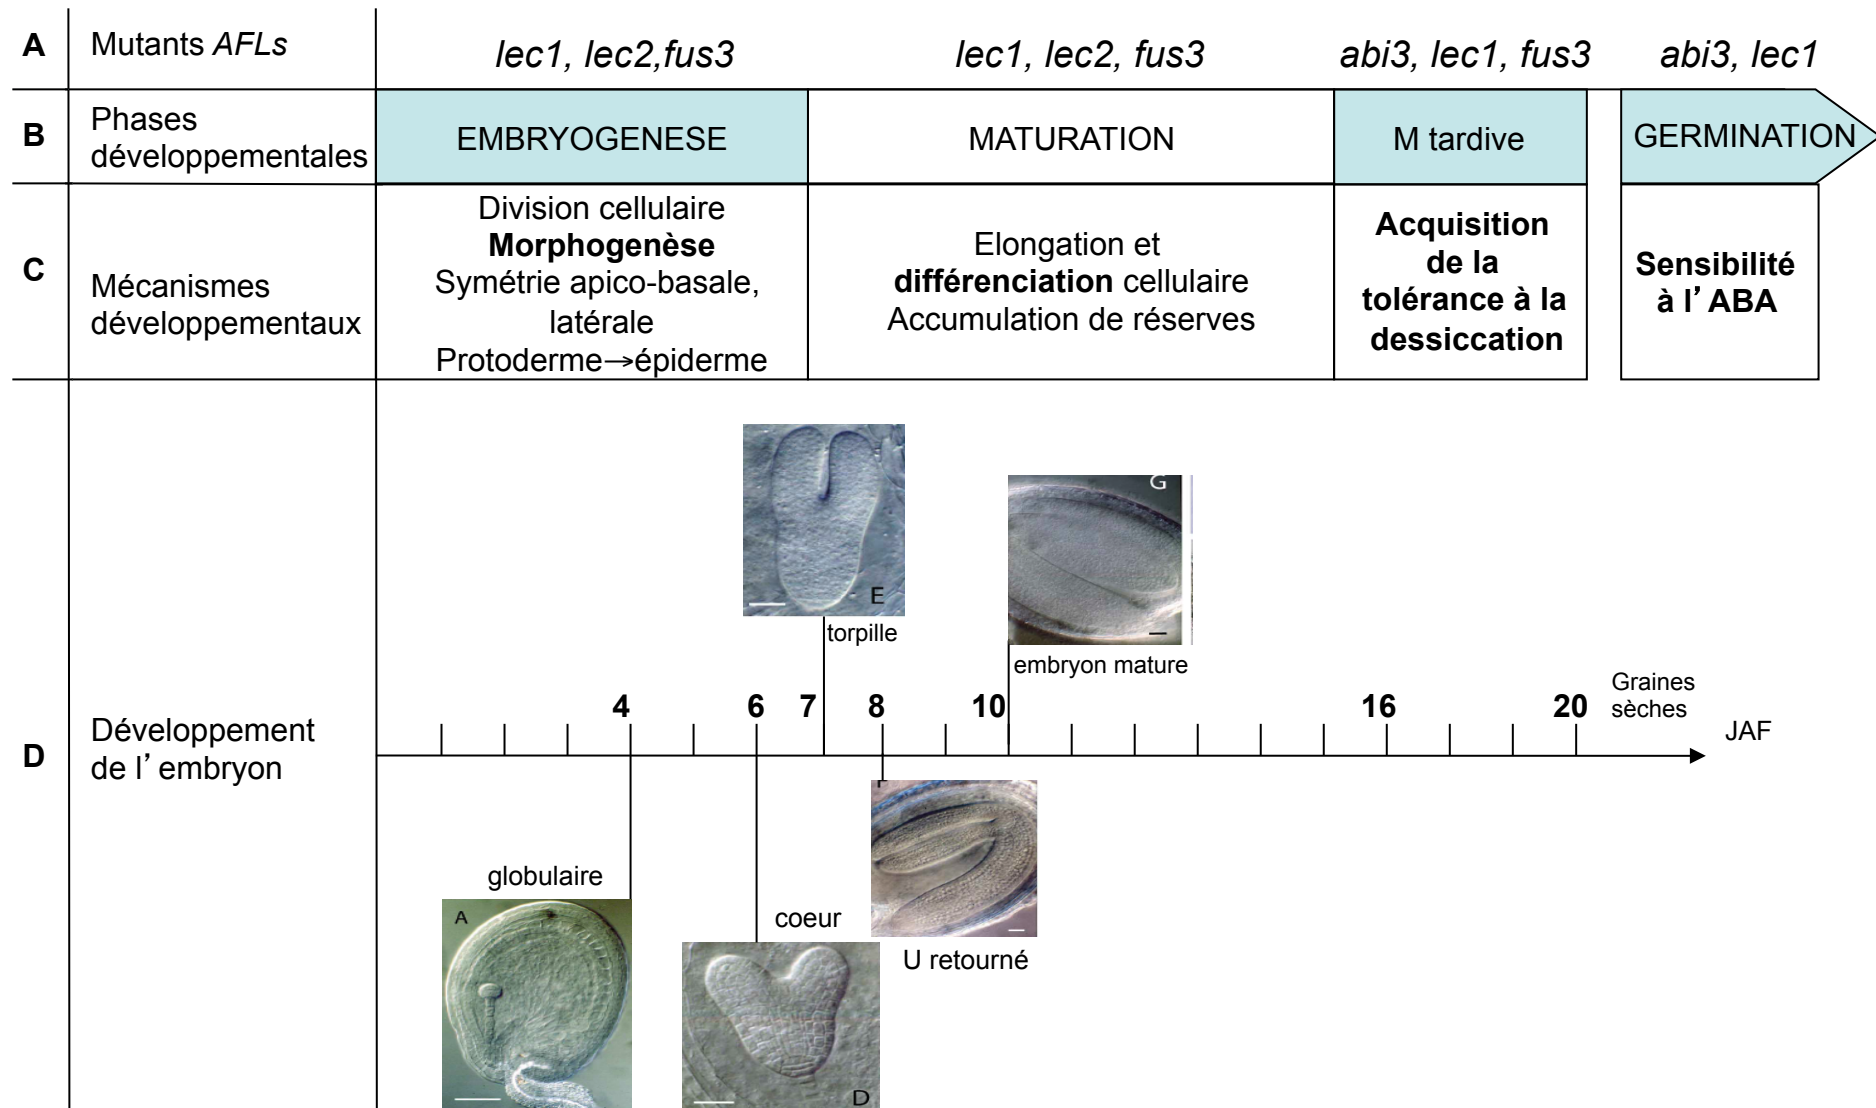 A
Mutants AFLs
lec1, lec2,fus3
lec1, lec2, fus3
abi3, lec1, fus3
abi3, lec1
B
Phases
développementales
EMBRYOGENESE
MATURATION
M tardive
GERMINATION
C
Mécanismes
développementaux
Division cellulaire
Morphogenèse
Symétrie apico-basale,
latérale
Protoderme→épiderme
Elongation et
différenciation cellulaire
Accumulation de réserves
Acquisition
de la
tolérance à la
dessiccation
Sensibilité
à l’ABA
D
Développement
de l’embryon
E
torpille
G
embryon mature
4
6
7
8
10
16
20
Graines
sèches
JAF
globulaire
A
coeur
D
U retourné